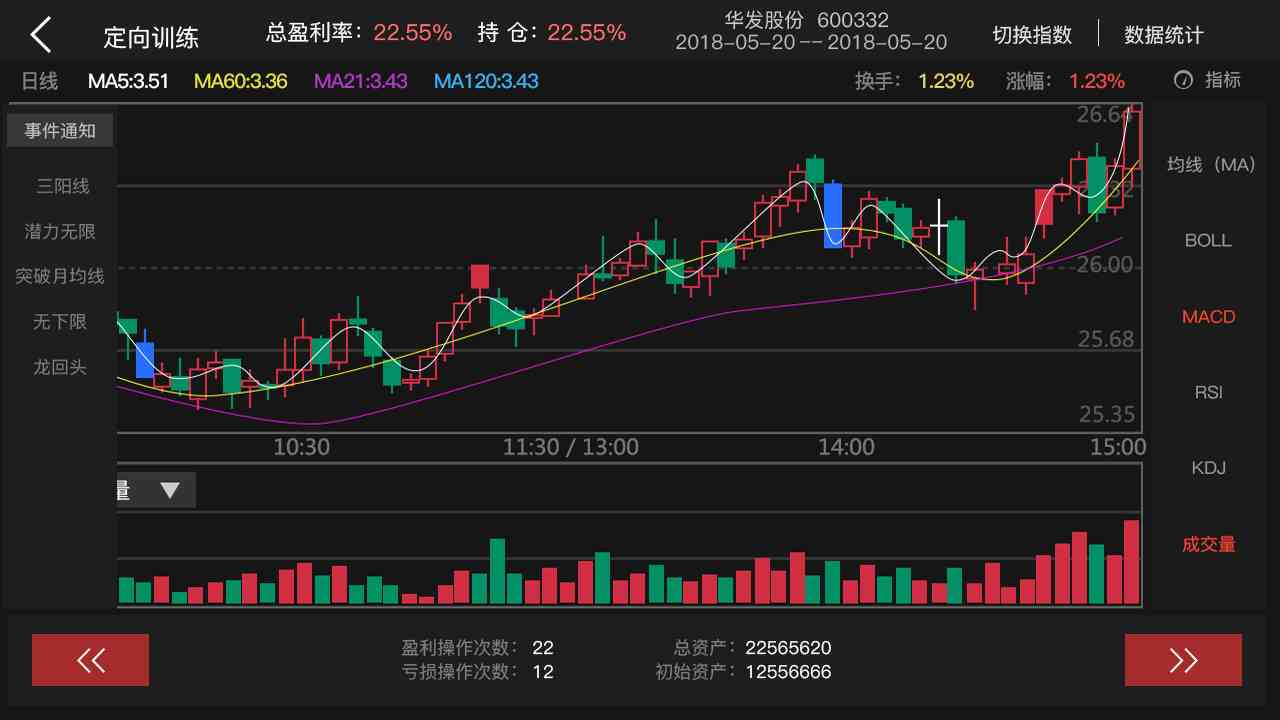 定向训练 总盈利率：22.55% 持 仓：22.55% 华发股份 600332 切换指数 数据统计
2018-05-20--2018-05-20
日线 MA5:3.51 MA60:3.36 MA21:3.43 MA120:3.43 换手：1.23% 涨幅：1.23% 指标
事件通知
三阳线
潜力无限
突破月均线
无下限
龙回头
26.64
26.00
25.68
25.35
10:30 11:30 / 13:00 14:00 15:00
量
均线（MA）
BOLL
MACD
RSI
KDJ
成交量
盈利操作次数：22 总资产：22565620
亏损操作次数：12 初始资产：12556666